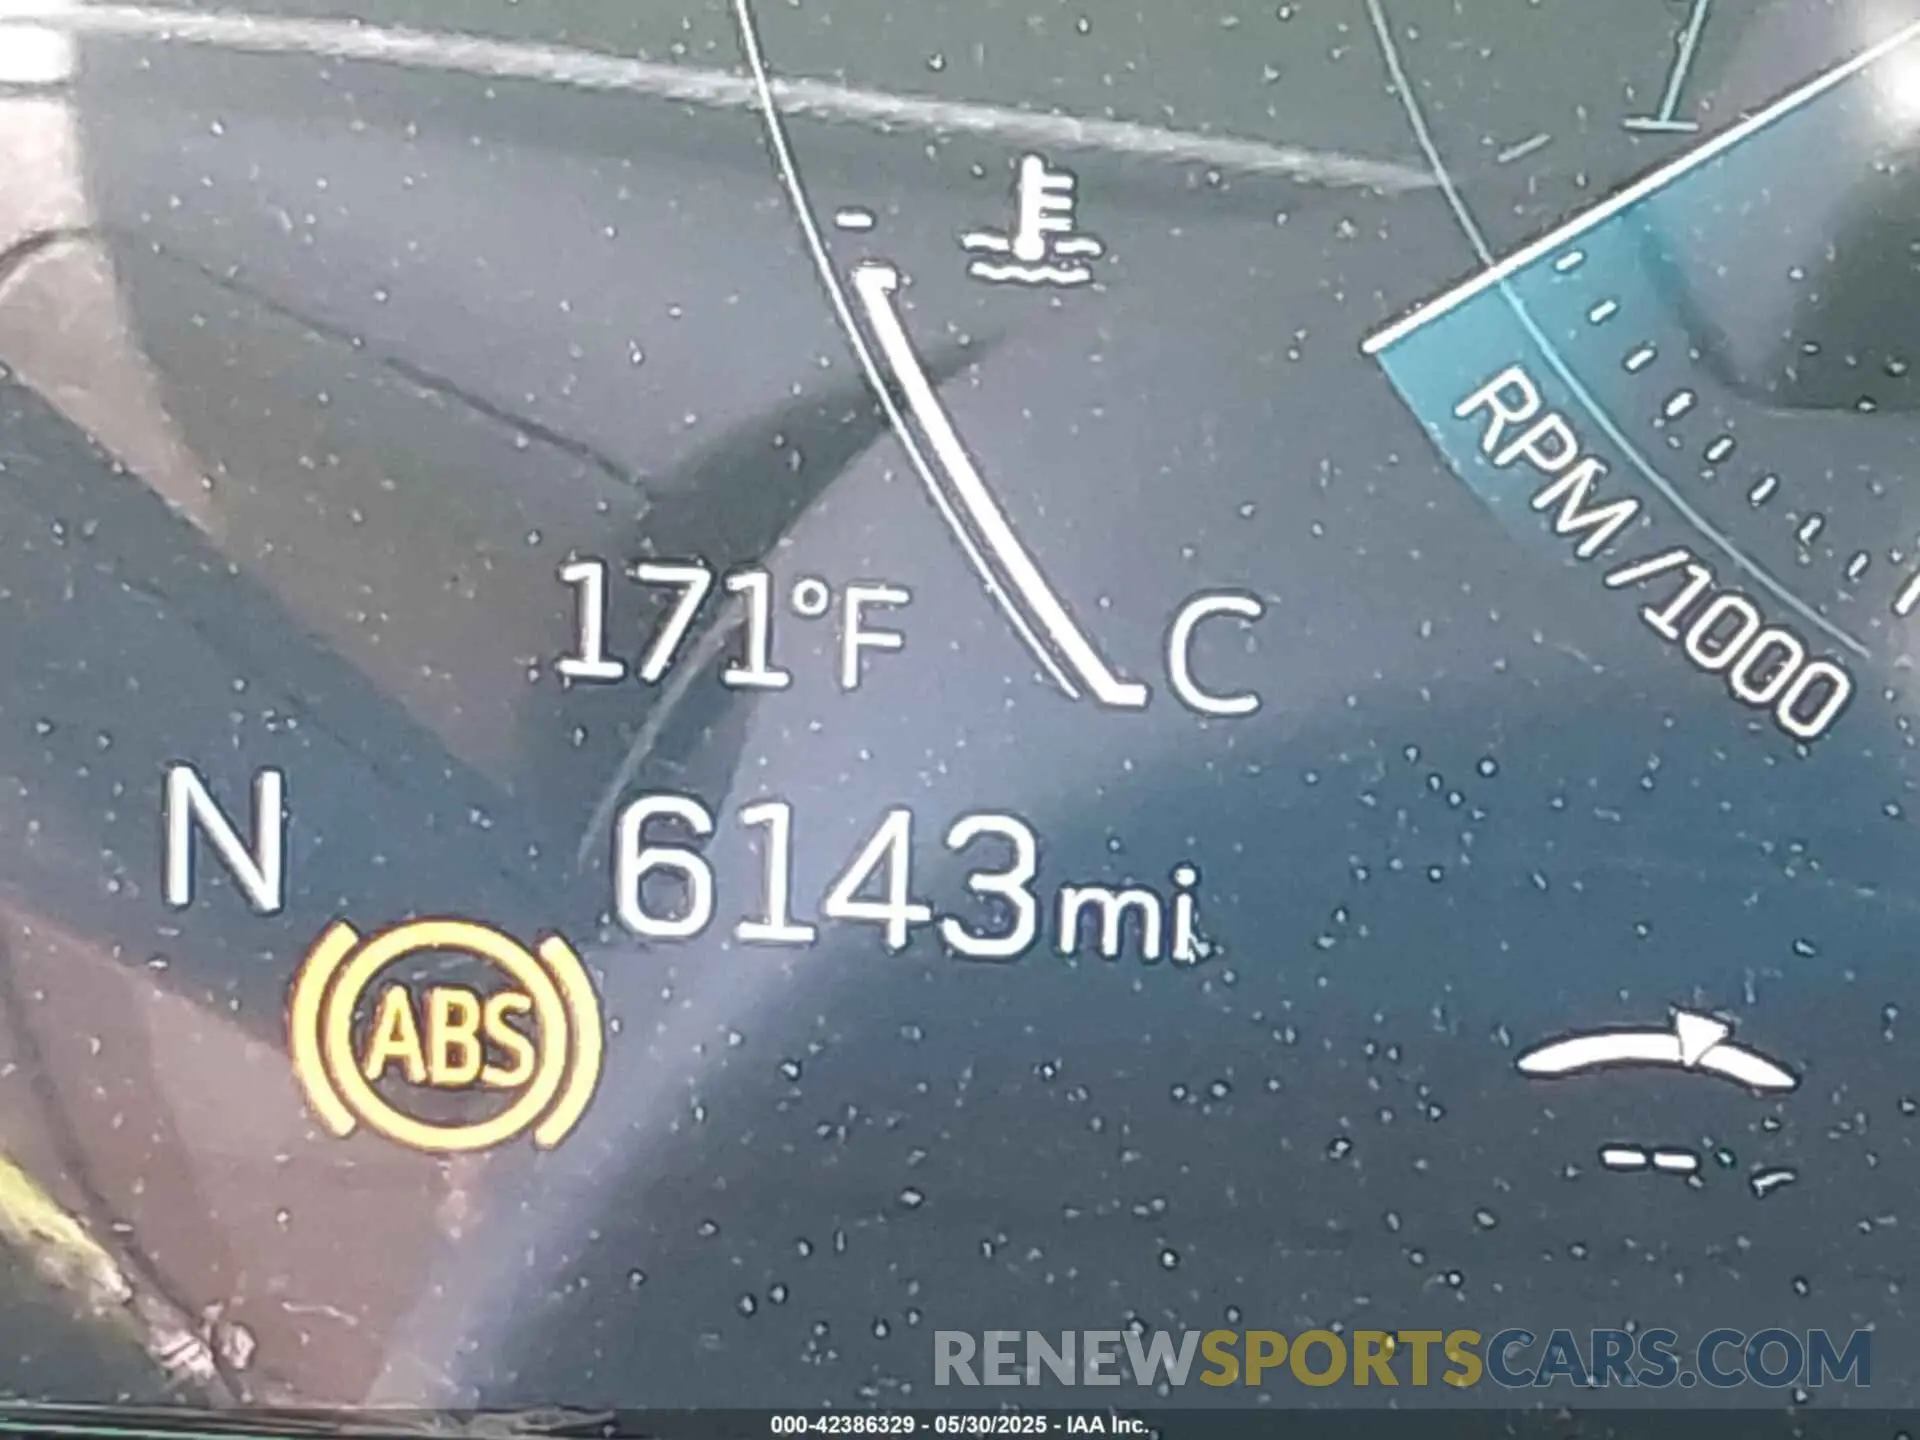 RPM /1000
171°F
C
N
6143mi
ABS
--
RENEWSPORTSCARS.COM
000-42386329 - 05/30/2025 - IAA Inc.